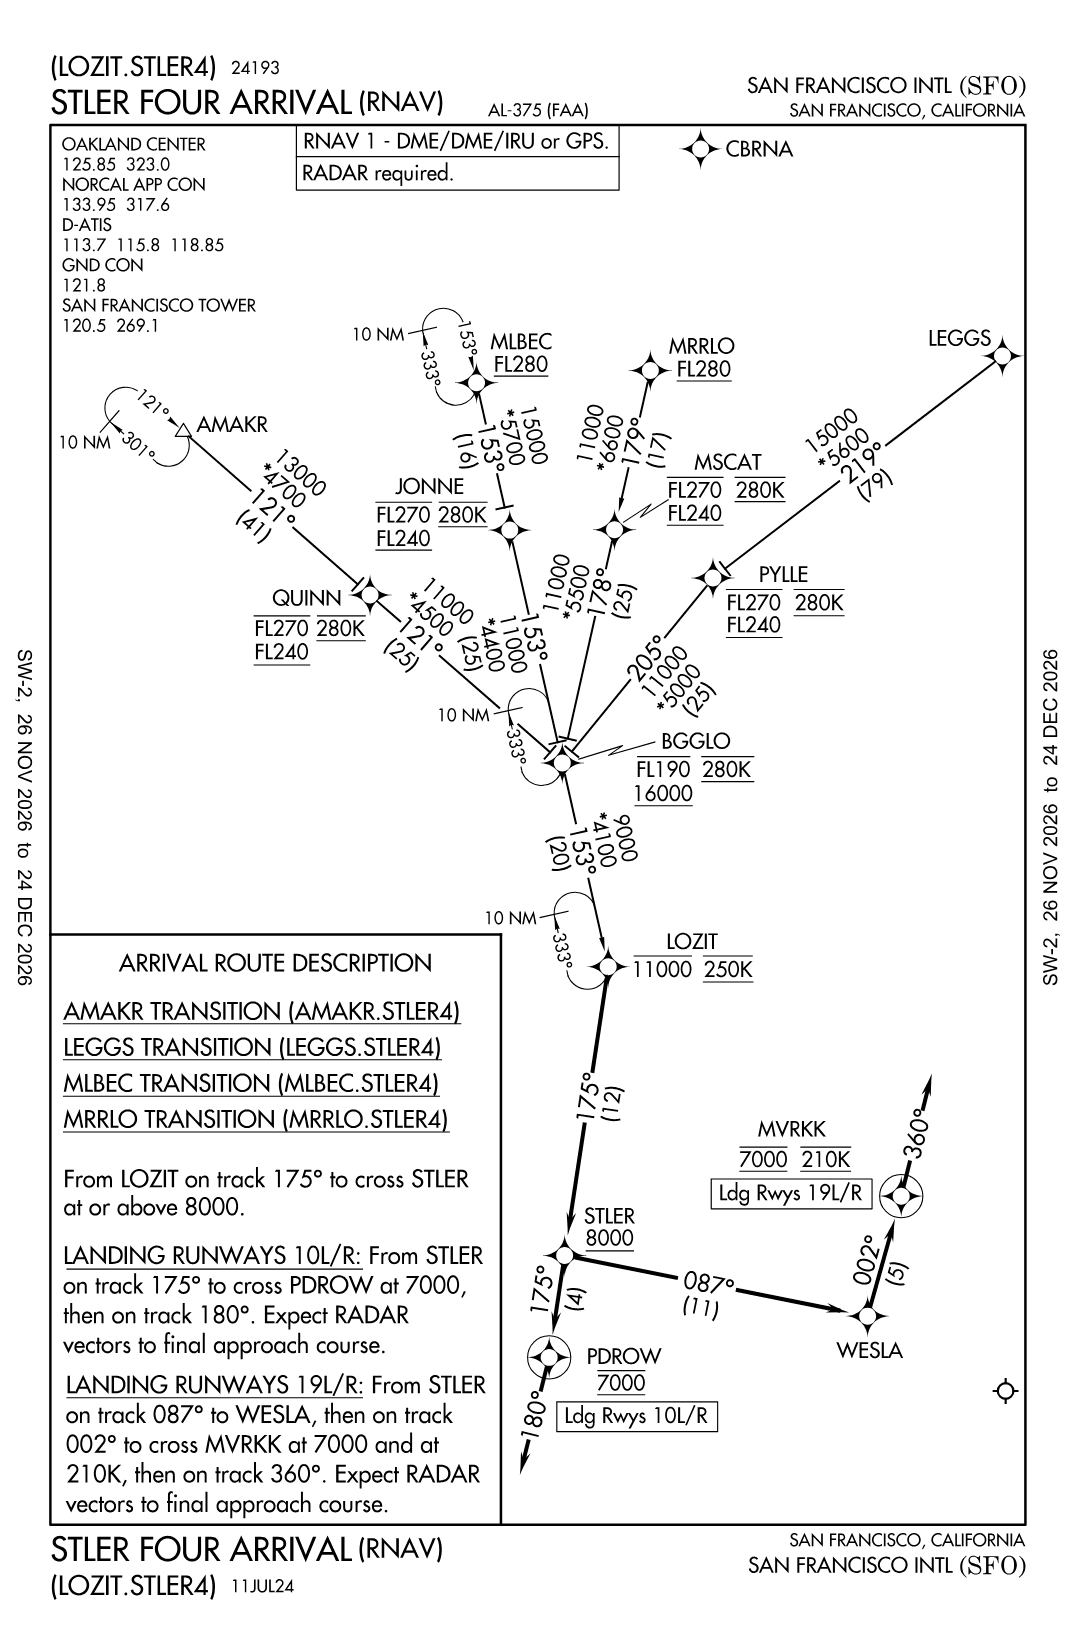 (LOZIT.STLER4) 24193
STLER FOUR ARRIVAL (RNAV)
AL-375 (FAA)
SAN FRANCISCO INTL (SFO)
SAN FRANCISCO, CALIFORNIA
OAKLAND CENTER
125.85 323.0
NORCAL APP CON
133.95 317.6
D-ATIS
113.7 115.8 118.85
GND CON
121.8
SAN FRANCISCO TOWER
120.5 269.1
RNAV 1 - DME/DME/IRU or GPS.
RADAR required.
CBRNA
10 NM
153°
333°
MLBEC
FL280
MRRLO
FL280
LEGGS
10 NM
121°
301°
AMAKR
13000
*4700
121°
(41)
15000
*5700
153°
(16)
11000
*6600
179°
(17)
15000
*5600
219°
(79)
JONNE
FL270 280K
FL240
MSCAT
FL270 280K
FL240
QUINN
FL270 280K
FL240
PYLLE
FL270 280K
FL240
11000
*4500
121°
(25)
153°
11000
*4400
(25)
11000
*5500
178°
(25)
205°
11000
*5000
(25)
10 NM
333°
BGGLO
FL190 280K
16000
9000
*4100
153°
(20)
10 NM
333°
LOZIT
11000 250K
175°
(12)
STLER
8000
087°
(11)
WESLA
002°
(5)
MVRKK
7000 210K
Ldg Rwys 19L/R
360°
175°
(4)
PDROW
7000
Ldg Rwys 10L/R
180°
ARRIVAL ROUTE DESCRIPTION
AMAKR TRANSITION (AMAKR.STLER4)
LEGGS TRANSITION (LEGGS.STLER4)
MLBEC TRANSITION (MLBEC.STLER4)
MRRLO TRANSITION (MRRLO.STLER4)
From LOZIT on track 175° to cross STLER
at or above 8000.
LANDING RUNWAYS 10L/R: From STLER
on track 175° to cross PDROW at 7000,
then on track 180°. Expect RADAR
vectors to final approach course.
LANDING RUNWAYS 19L/R: From STLER
on track 087° to WESLA, then on track
002° to cross MVRKK at 7000 and at
210K, then on track 360°. Expect RADAR
vectors to final approach course.
SW-2, 26 NOV 2026 to 24 DEC 2026
SW-2, 26 NOV 2026 to 24 DEC 2026
STLER FOUR ARRIVAL (RNAV)
(LOZIT.STLER4) 11JUL24
SAN FRANCISCO, CALIFORNIA
SAN FRANCISCO INTL (SFO)